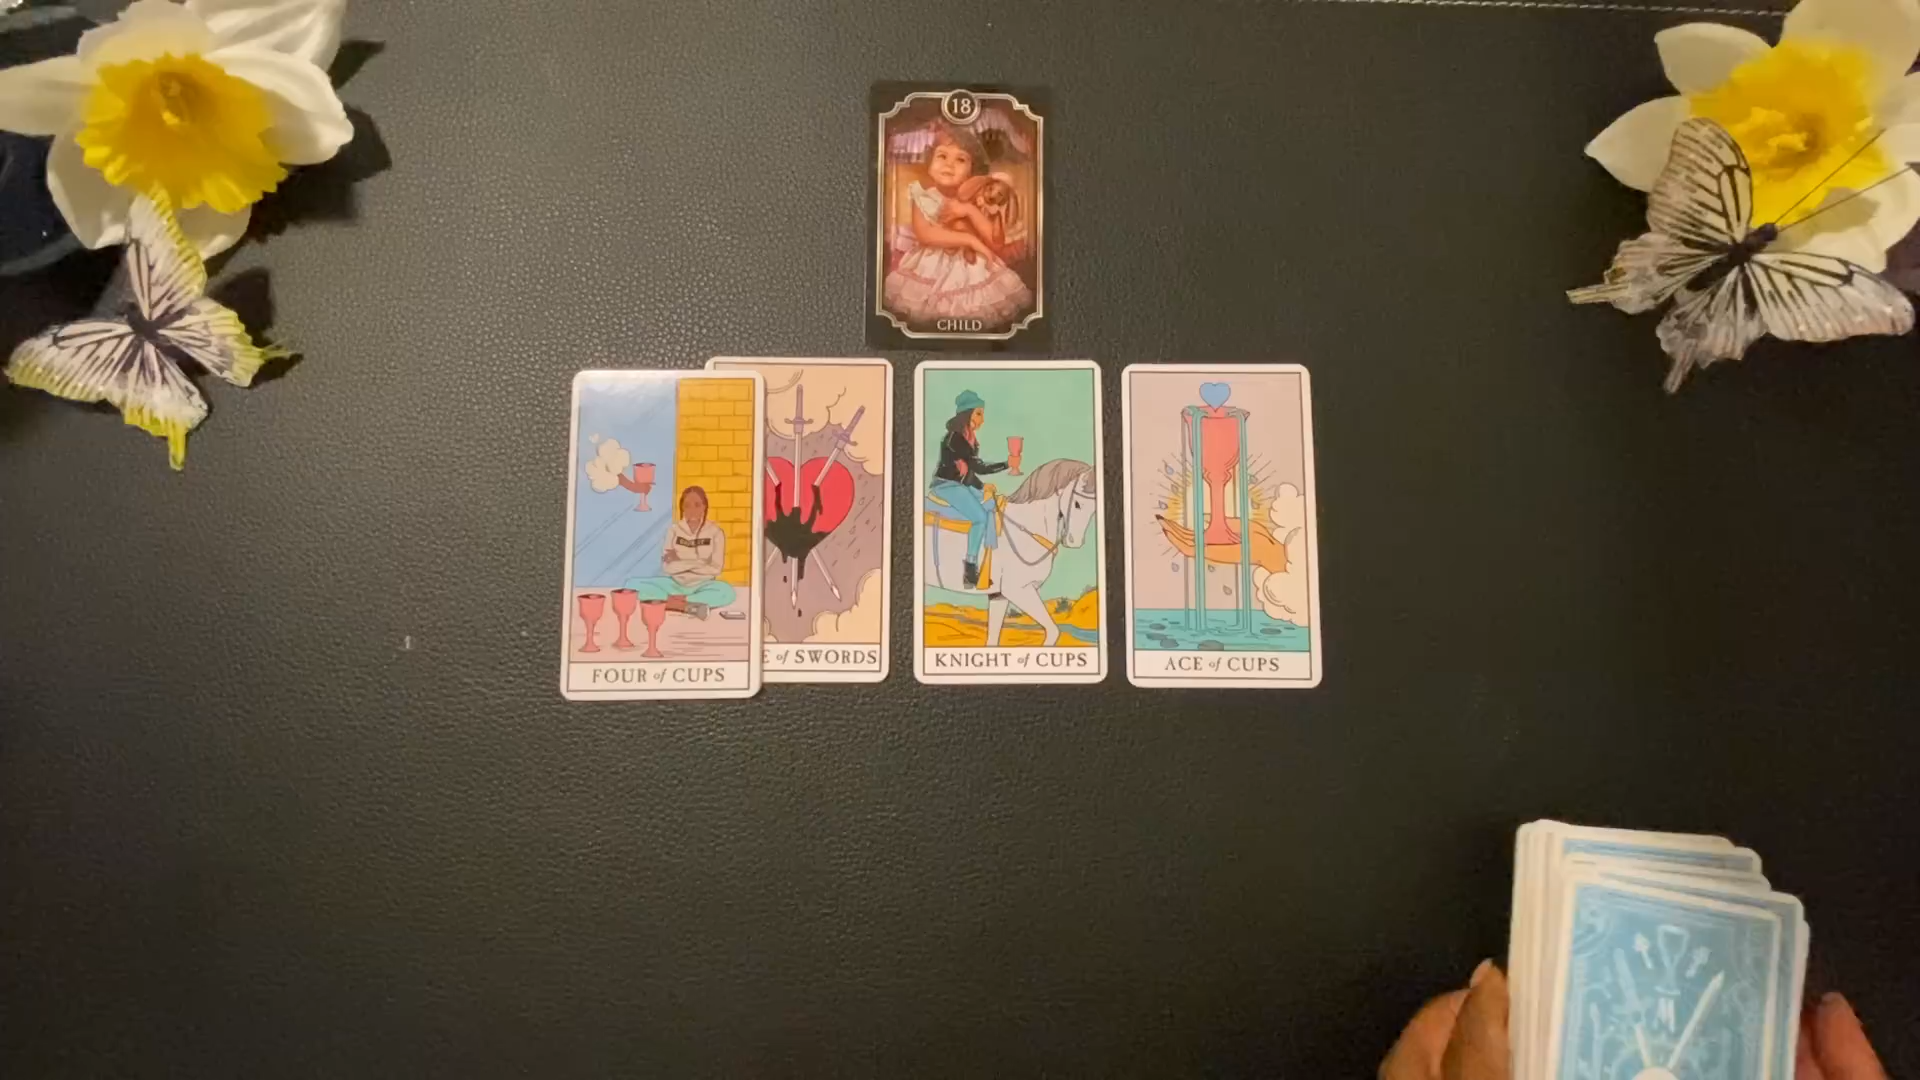 18
CHILD
FOUR of CUPS
E of SWORDS
KNIGHT of CUPS
ACE of CUPS